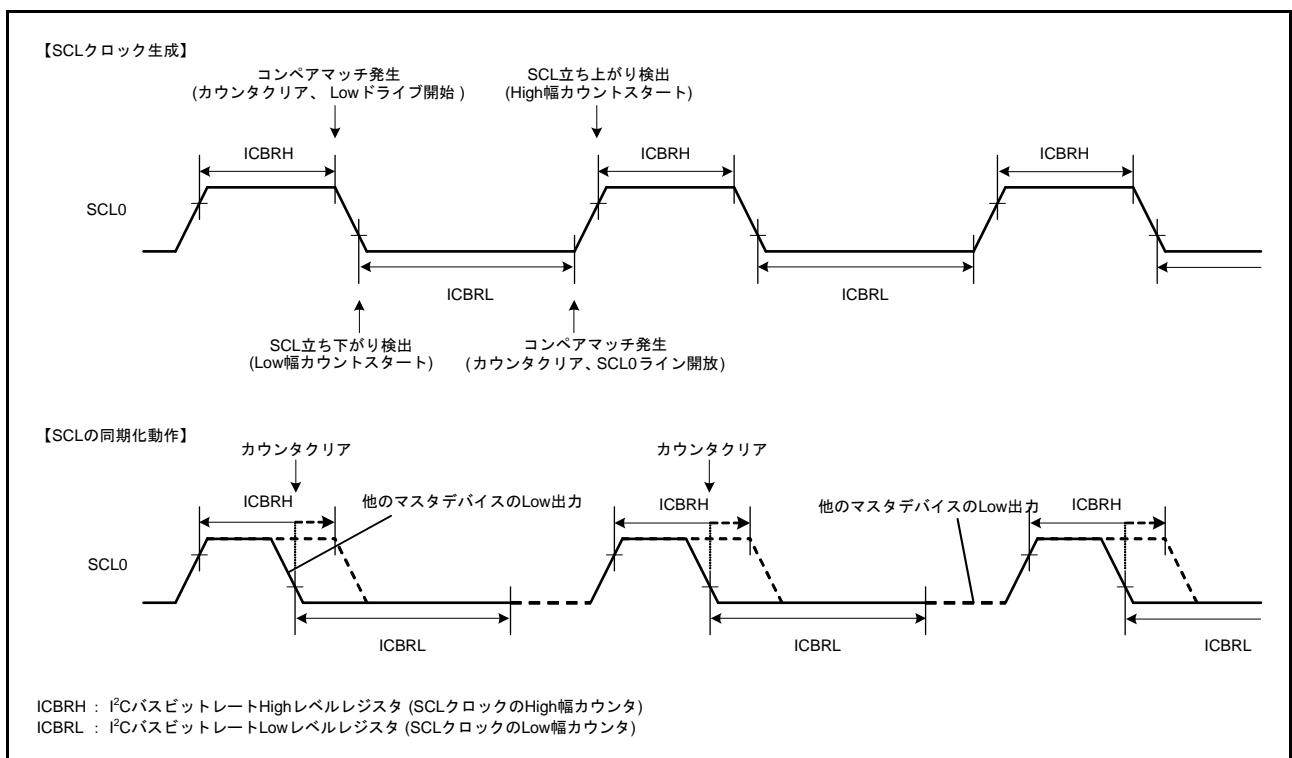 【SCLクロック生成】
コンペアマッチ発生
(カウンタクリア、 Lowドライブ開始 )
SCL立ち上がり検出
(High幅カウントスタート)
ICBRH
ICBRH
ICBRH
SCL0
ICBRL
ICBRL
SCL立ち下がり検出
(Low幅カウントスタート)
コンペアマッチ発生
(カウンタクリア、SCL0ライン開放)
【SCLの同期化動作】
カウンタクリア
カウンタクリア
ICBRH
他のマスタデバイスのLow出力
ICBRH
他のマスタデバイスのLow出力
ICBRH
SCL0
ICBRL
ICBRL
ICBRL
ICBRH : I²CバスビットレートHighレベルレジスタ (SCLクロックのHigh幅カウンタ)
ICBRL : I²CバスビットレートLowレベルレジスタ (SCLクロックのLow幅カウンタ)